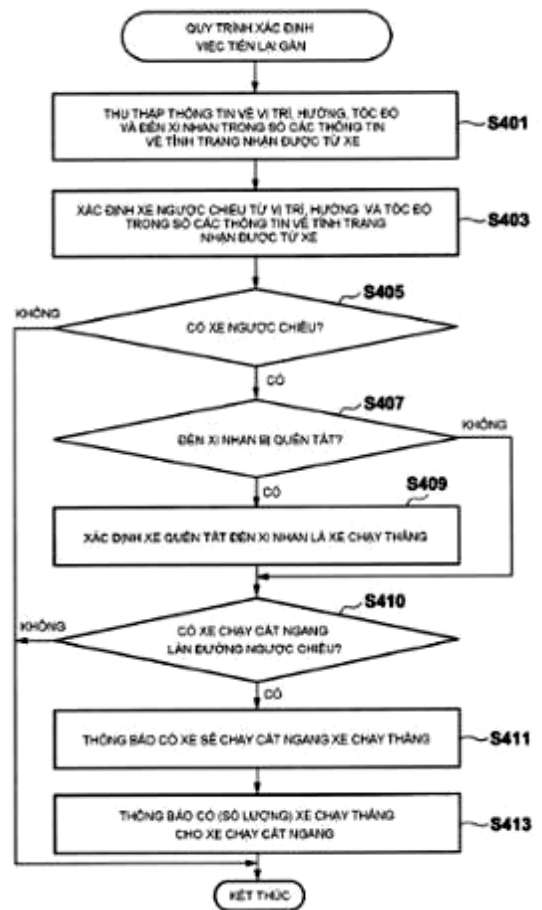 QUY TRÌNH XÁC ĐỊNH
VIỆC TIẾN LẠI GẦN
THU THẬP THÔNG TIN VỀ VỊ TRÍ, HƯỚNG, TỐC ĐỘ
VÀ ĐÈN XI NHAN TRONG SỐ CÁC THÔNG TIN
VỀ TÌNH TRẠNG NHẬN ĐƯỢC TỪ XE
S401
XÁC ĐỊNH XE NGƯỢC CHIỀU TỪ VỊ TRÍ, HƯỚNG VÀ TỐC ĐỘ
TRONG SỐ CÁC THÔNG TIN VỀ TÌNH TRẠNG
NHẬN ĐƯỢC TỪ XE
S403
S405
KHÔNG
CÓ XE NGƯỢC CHIỀU?
CÓ
S407
KHÔNG
ĐÈN XI NHAN BỊ QUÊN TẮT?
CÓ
S409
XÁC ĐỊNH XE QUÊN TẮT ĐÈN XI NHAN LÀ XE CHẠY THẲNG
S410
KHÔNG
CÓ XE CHẠY CẮT NGANG
LÀN ĐƯỜNG NGƯỢC CHIỀU?
CÓ
THÔNG BÁO CÓ XE SẼ CHẠY CẮT NGANG XE CHẠY THẲNG
S411
THÔNG BÁO CÓ (SỐ LƯỢNG) XE CHẠY THẲNG
CHO XE CHẠY CẮT NGANG
S413
KẾT THÚC